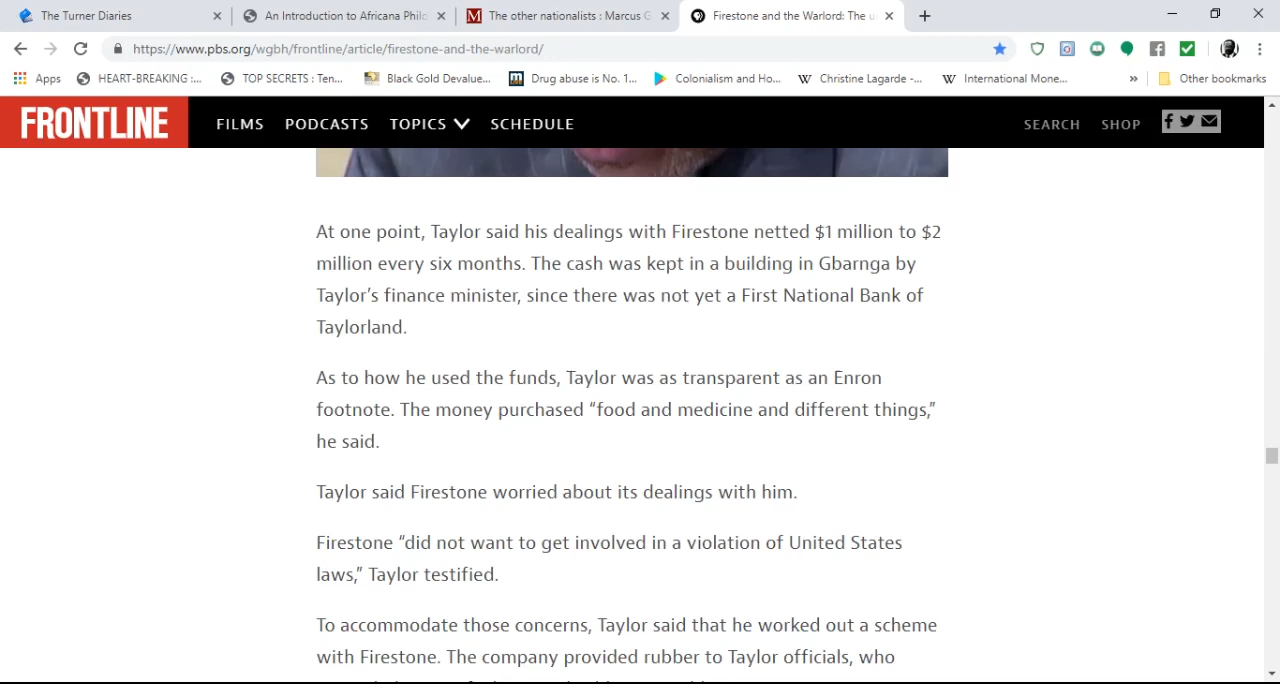 The Turner Diaries
An Introduction to Africana Philo
The other nationalists : Marcus G
Firestone and the Warlord: The u
https://www.pbs.org/wgbh/frontline/article/firestone-and-the-warlord/
Apps
HEART-BREAKING :...
TOP SECRETS : Ten...
Black Gold Devalue...
Drug abuse is No. 1...
Colonialism and Ho...
Christine Lagarde -...
International Mone...
Other bookmarks
FRONTLINE
FILMS PODCASTS TOPICS SCHEDULE SEARCH SHOP
At one point, Taylor said his dealings with Firestone netted $1 million to $2
million every six months. The cash was kept in a building in Gbarnga by
Taylor’s finance minister, since there was not yet a First National Bank of
Taylorland.
As to how he used the funds, Taylor was as transparent as an Enron
footnote. The money purchased “food and medicine and different things,”
he said.
Taylor said Firestone worried about its dealings with him.
Firestone “did not want to get involved in a violation of United States
laws,” Taylor testified.
To accommodate those concerns, Taylor said that he worked out a scheme
with Firestone. The company provided rubber to Taylor officials, who